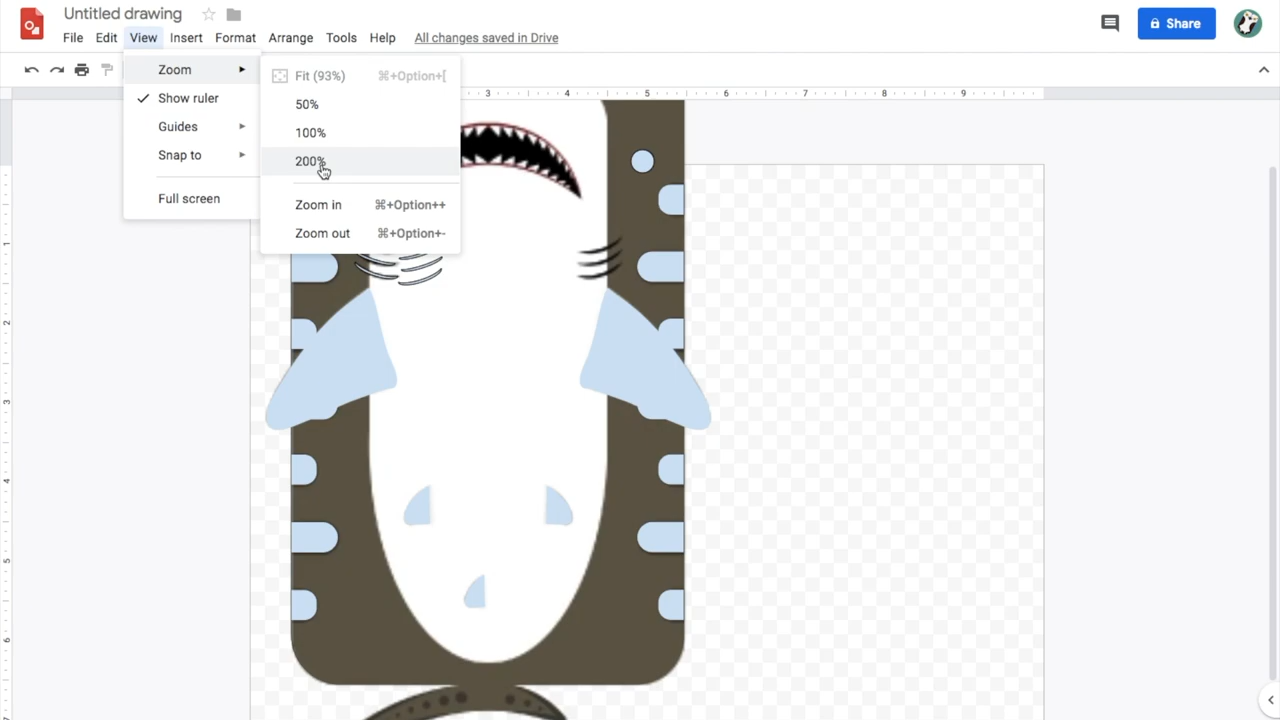 Untitled drawing
File Edit View Insert Format Arrange Tools Help All changes saved in Drive
Share
Zoom
Show ruler
Guides
Snap to
Full screen
Fit (93%) ⌘+Option+[
50%
100%
200%
Zoom in ⌘+Option++
Zoom out ⌘+Option+-
3 4 5 6 7 8 9
1
2
3
4
5
6